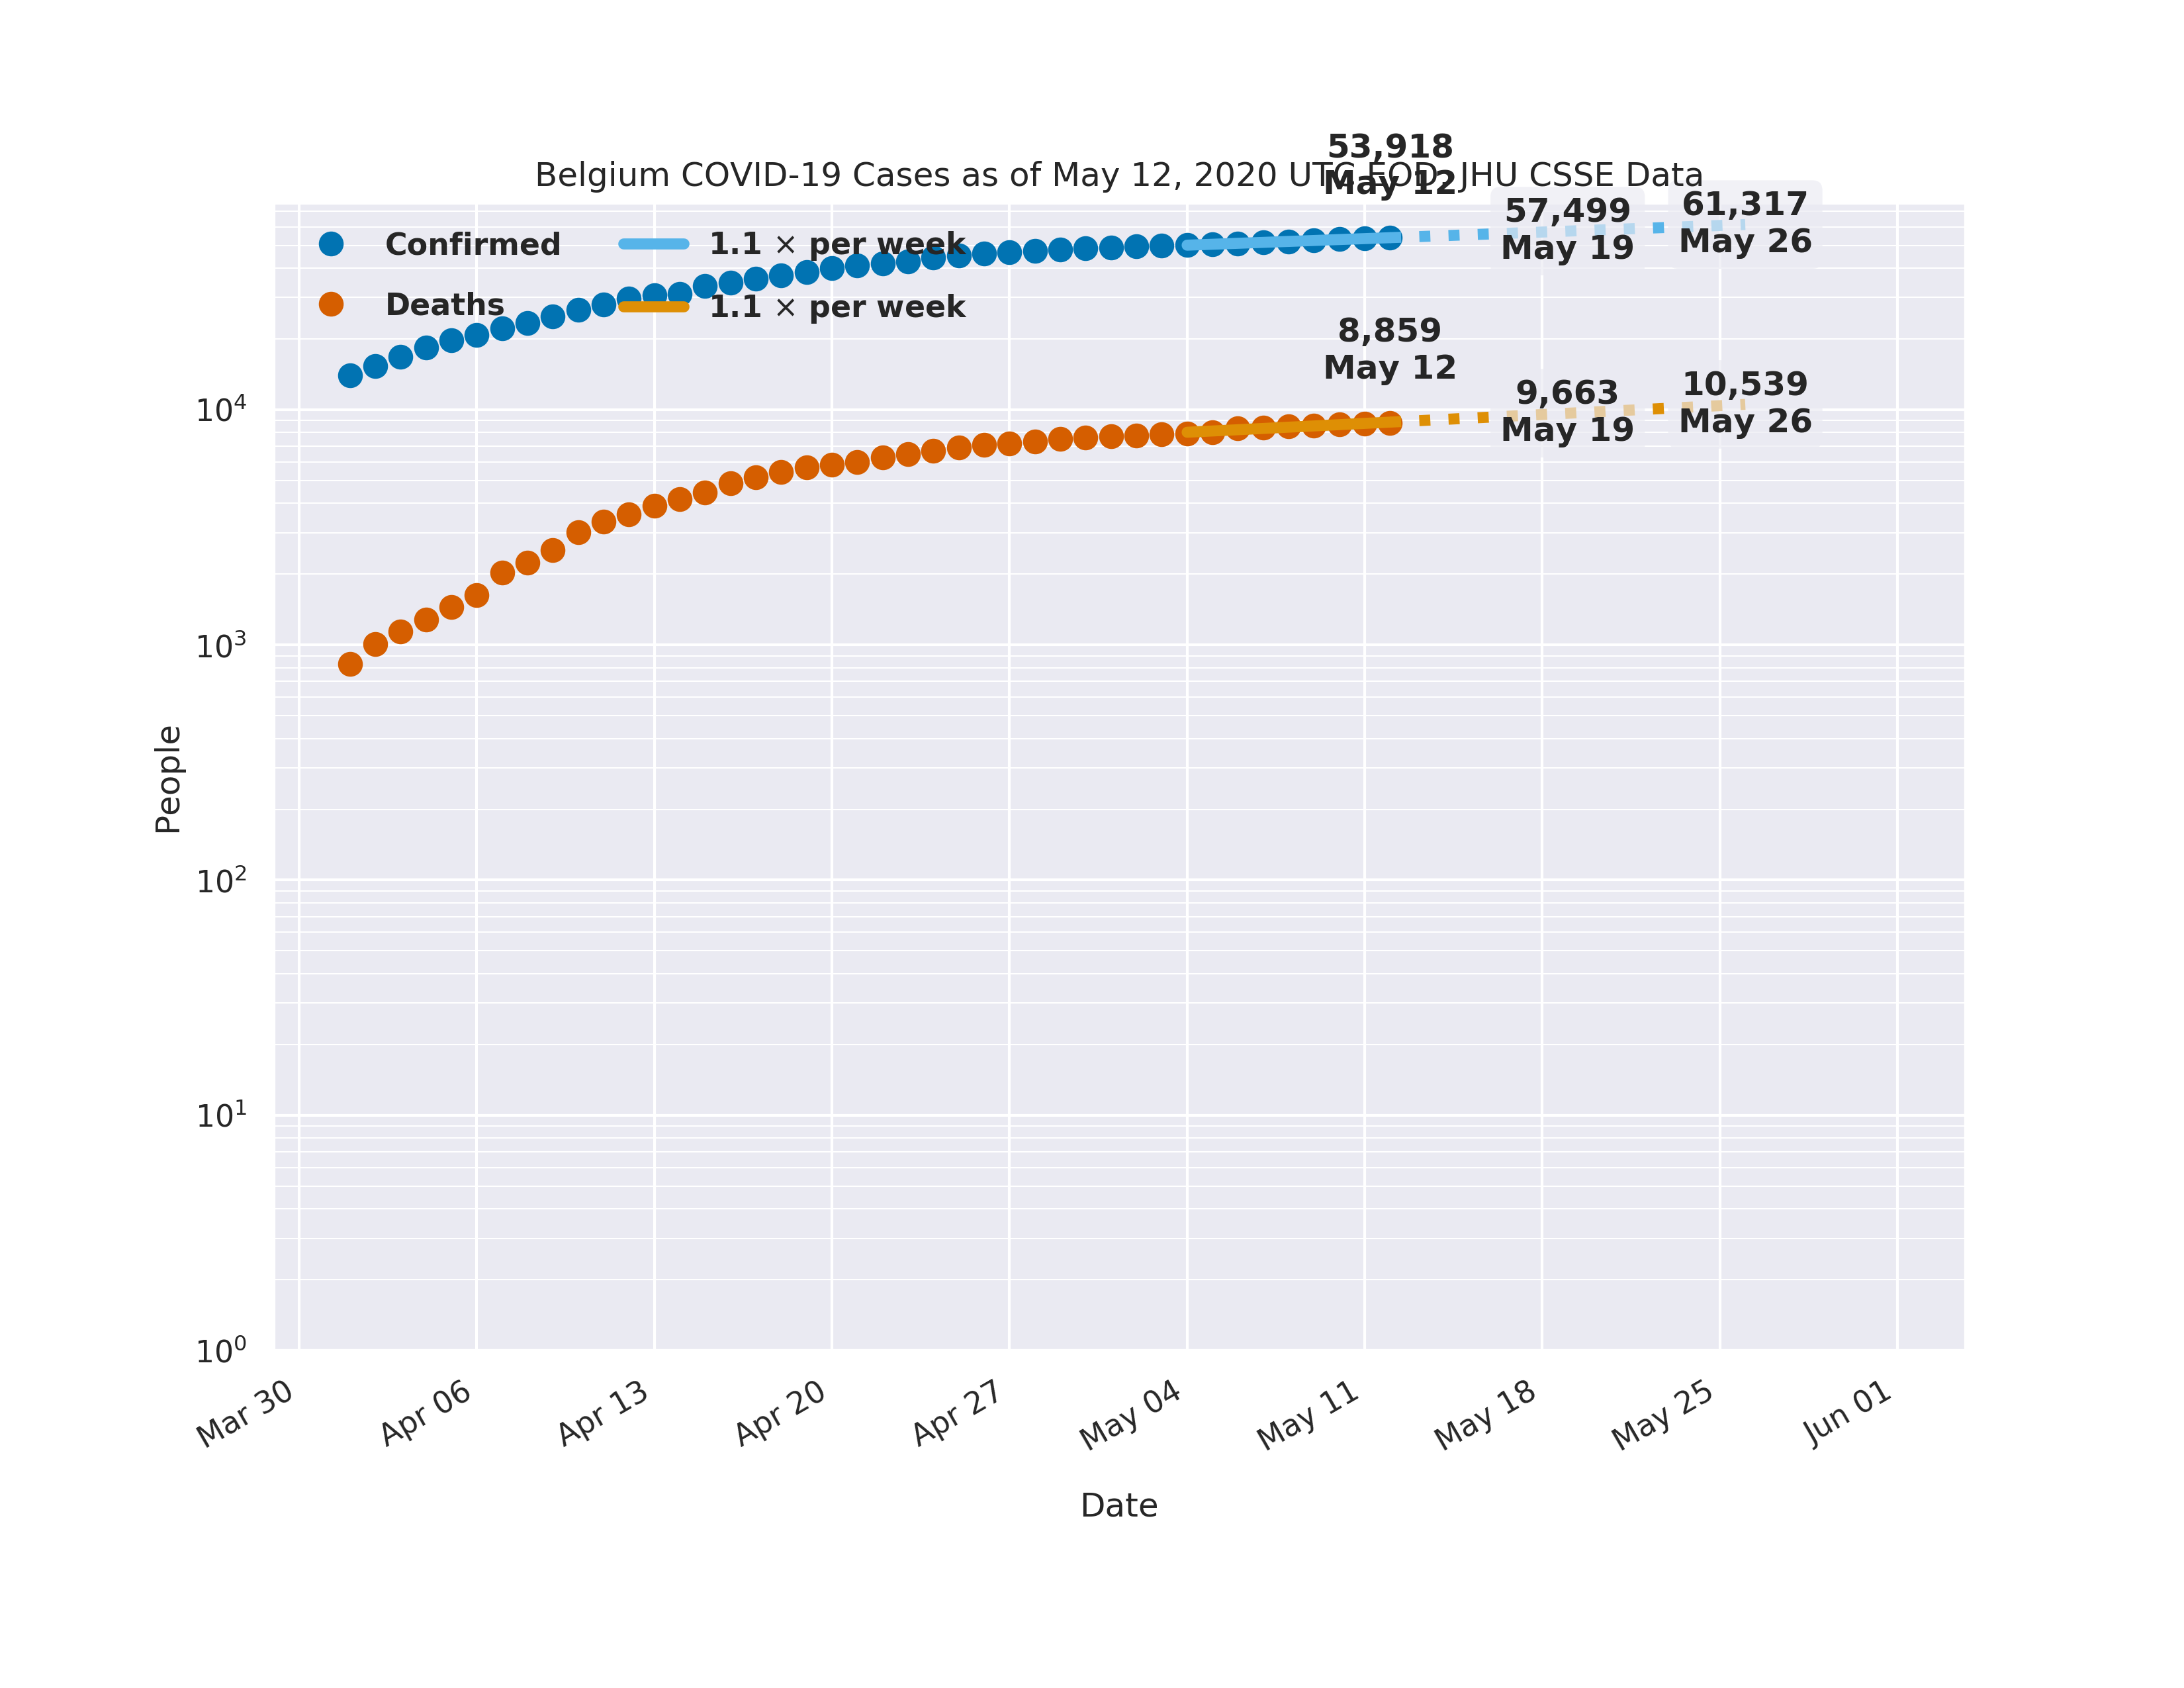 53,918
May 12
Belgium COVID-19 Cases as of May 12, 2020 UTC EOD, JHU CSSE Data
57,499
May 19
61,317
May 26
Confirmed
1.1 × per week
Deaths
1.1 × per week
8,859
May 12
9,663
May 19
10,539
May 26
10⁴
10³
10²
10¹
10⁰
People
Mar 30
Apr 06
Apr 13
Apr 20
Apr 27
May 04
May 11
May 18
May 25
Jun 01
Date